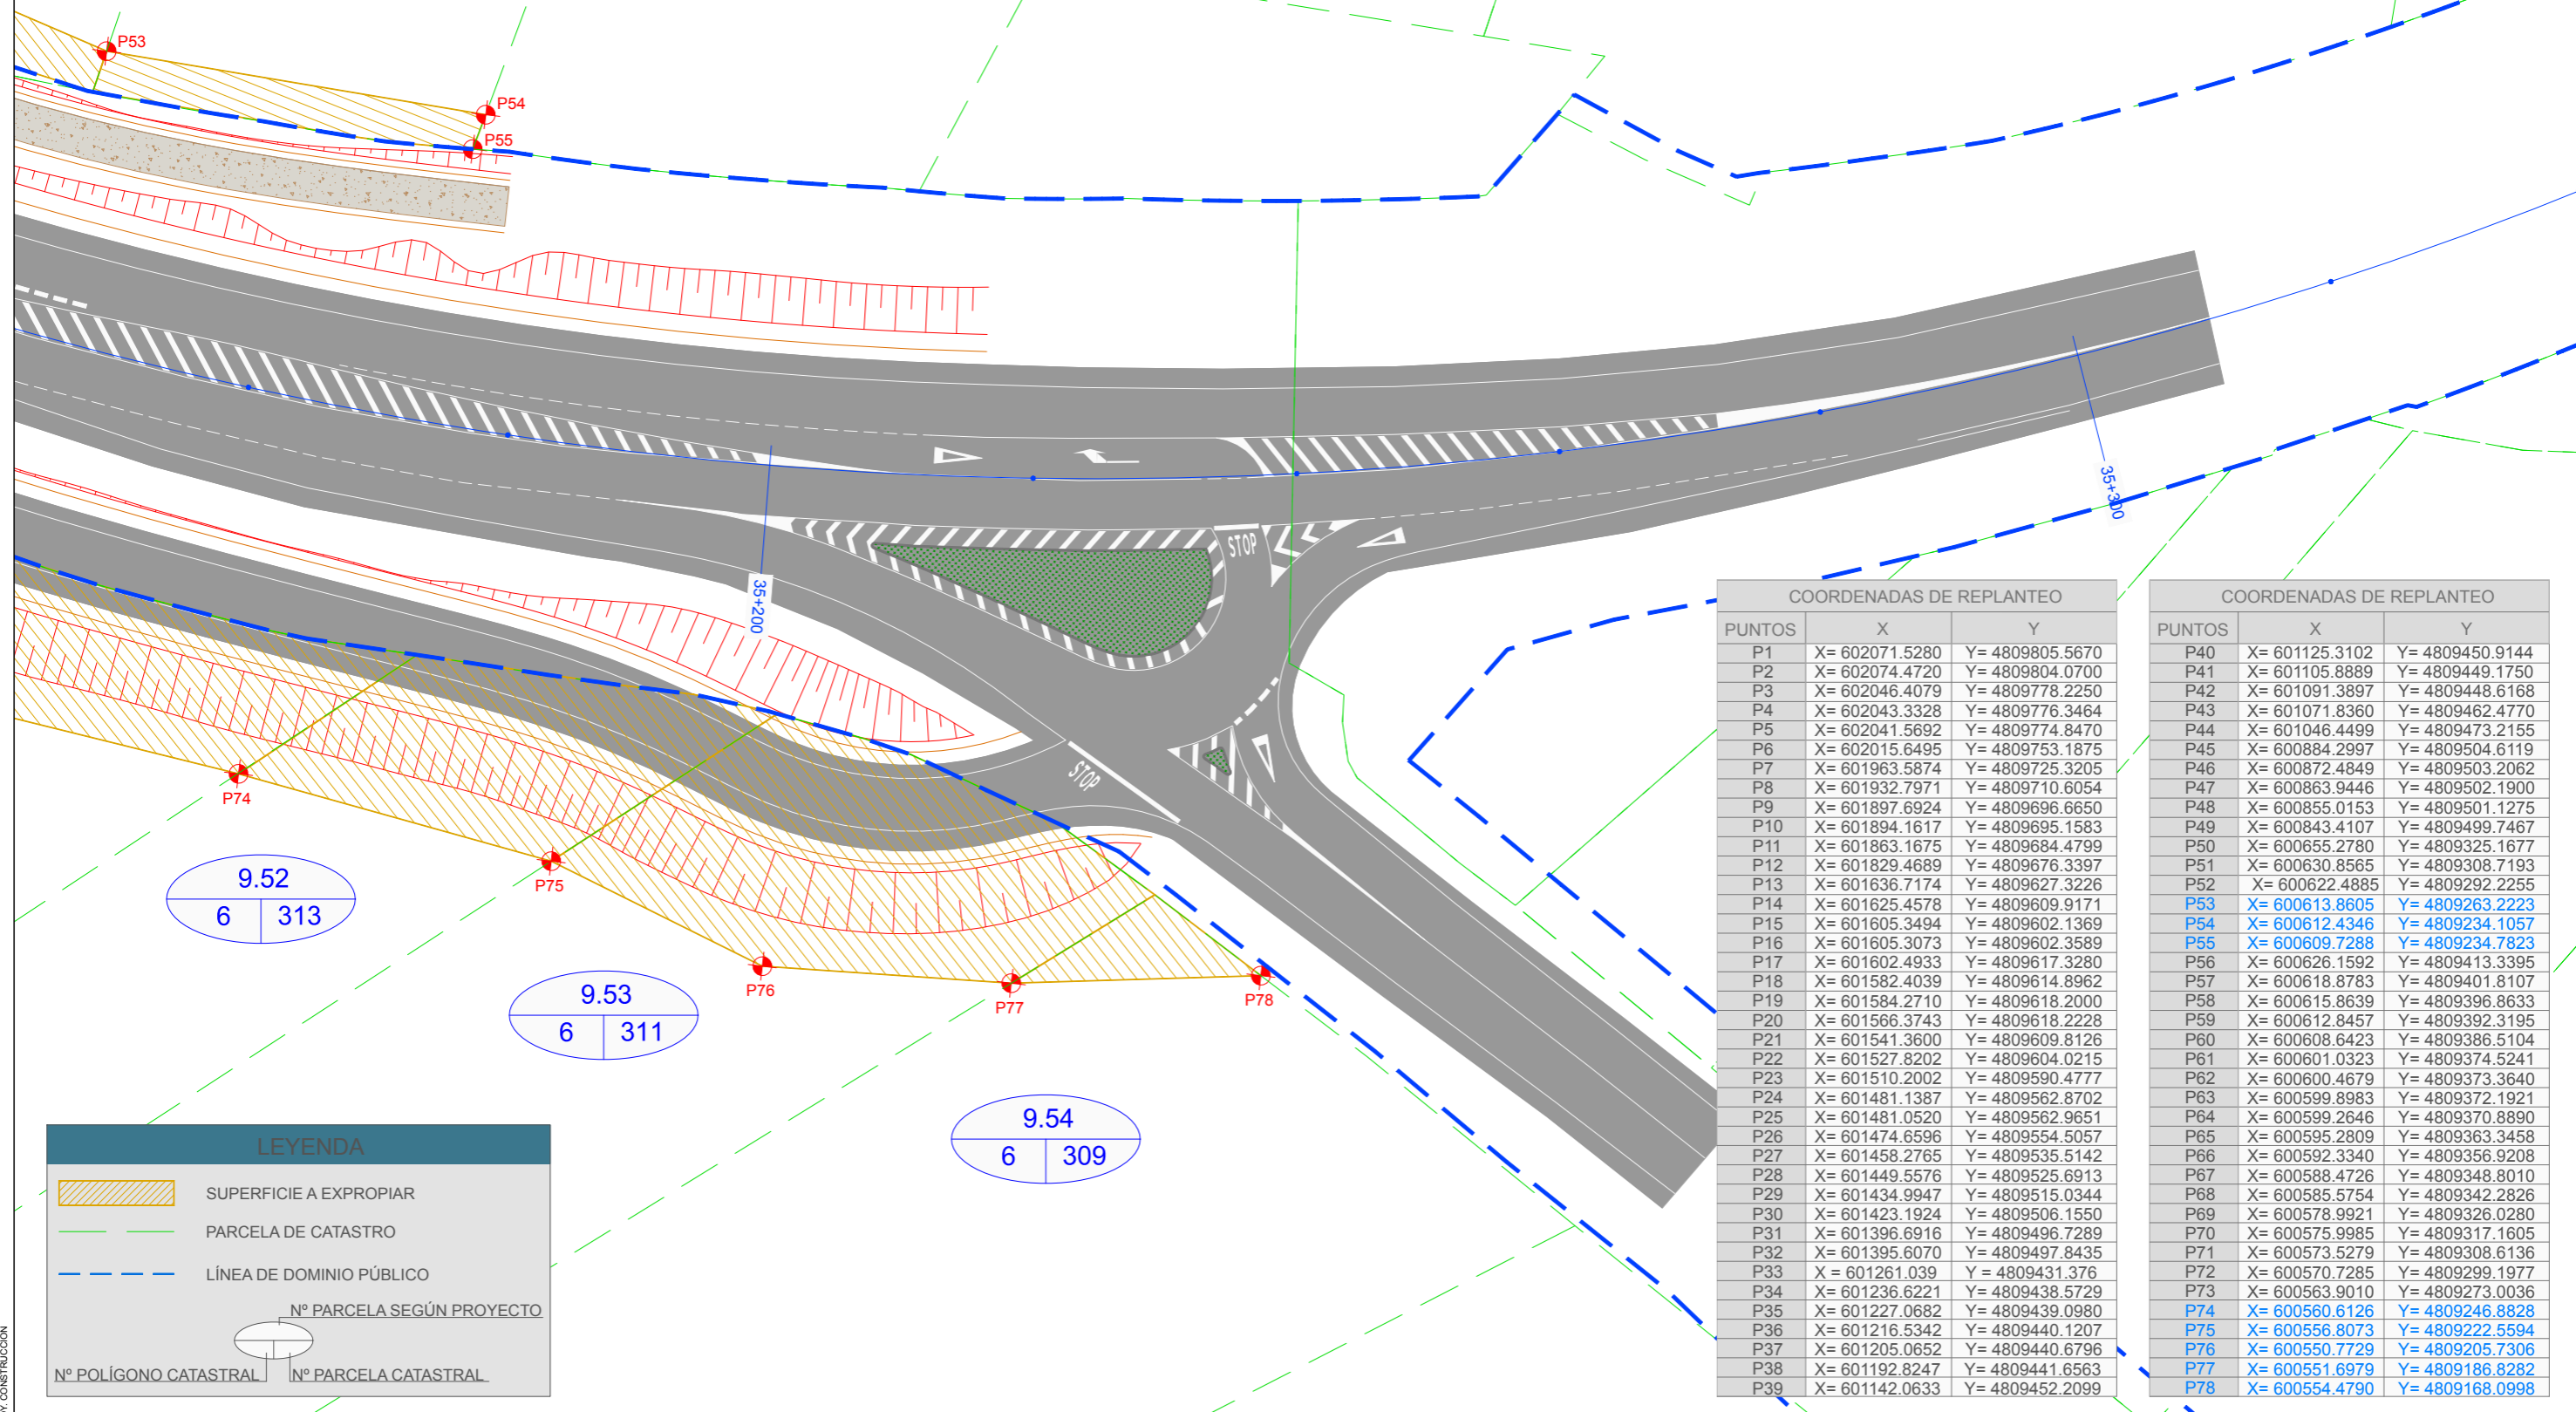 P53
P54
P55
35+300
STOP
35+200
STOP
P74
P75
P76
P77
P78
9.52
6 313
9.53
6 311
9.54
6 309
LEYENDA
SUPERFICIE A EXPROPIAR
PARCELA DE CATASTRO
LÍNEA DE DOMINIO PÚBLICO
Nº PARCELA SEGÚN PROYECTO
Nº POLÍGONO CATASTRAL Nº PARCELA CATASTRAL
CONSTRUCCION
COORDENADAS DE REPLANTEO
PUNTOS X Y
P1 X= 602071.5280 Y= 4809805.5670
P2 X= 602074.4720 Y= 4809804.0700
P3 X= 602046.4079 Y= 4809778.2250
P4 X= 602043.3328 Y= 4809776.3464
P5 X= 602041.5692 Y= 4809774.8470
P6 X= 602015.6495 Y= 4809753.1875
P7 X= 601963.5874 Y= 4809725.3205
P8 X= 601932.7971 Y= 4809710.6054
P9 X= 601897.6924 Y= 4809696.6650
P10 X= 601894.1617 Y= 4809695.1583
P11 X= 601863.1675 Y= 4809684.4799
P12 X= 601829.4689 Y= 4809676.3397
P13 X= 601636.7174 Y= 4809627.3226
P14 X= 601625.4578 Y= 4809609.9171
P15 X= 601605.3494 Y= 4809602.1369
P16 X= 601605.3073 Y= 4809602.3589
P17 X= 601602.4933 Y= 4809617.3280
P18 X= 601582.4039 Y= 4809614.8962
P19 X= 601584.2710 Y= 4809618.2000
P20 X= 601566.3743 Y= 4809618.2228
P21 X= 601541.3600 Y= 4809609.8126
P22 X= 601527.8202 Y= 4809604.0215
P23 X= 601510.2002 Y= 4809590.4777
P24 X= 601481.1387 Y= 4809562.8702
P25 X= 601481.0520 Y= 4809562.9651
P26 X= 601474.6596 Y= 4809554.5057
P27 X= 601458.2765 Y= 4809535.5142
P28 X= 601449.5576 Y= 4809525.6913
P29 X= 601434.9947 Y= 4809515.0344
P30 X= 601423.1924 Y= 4809506.1550
P31 X= 601396.6916 Y= 4809496.7289
P32 X= 601395.6070 Y= 4809497.8435
P33 X = 601261.039 Y = 4809431.376
P34 X= 601236.6221 Y= 4809438.5729
P35 X= 601227.0682 Y= 4809439.0980
P36 X= 601216.5342 Y= 4809440.1207
P37 X= 601205.0652 Y= 4809440.6796
P38 X= 601192.8247 Y= 4809441.6563
P39 X= 601142.0633 Y= 4809452.2099
COORDENADAS DE REPLANTEO
PUNTOS X Y
P40 X= 601125.3102 Y= 4809450.9144
P41 X= 601105.8889 Y= 4809449.1750
P42 X= 601091.3897 Y= 4809448.6168
P43 X= 601071.8360 Y= 4809462.4770
P44 X= 601046.4499 Y= 4809473.2155
P45 X= 600884.2997 Y= 4809504.6119
P46 X= 600872.4849 Y= 4809503.2062
P47 X= 600863.9446 Y= 4809502.1900
P48 X= 600855.0153 Y= 4809501.1275
P49 X= 600843.4107 Y= 4809499.7467
P50 X= 600655.2780 Y= 4809325.1677
P51 X= 600630.8565 Y= 4809308.7193
P52 X= 600622.4885 Y= 4809292.2255
P53 X= 600613.8605 Y= 4809263.2223
P54 X= 600612.4346 Y= 4809234.1057
P55 X= 600609.7288 Y= 4809234.7823
P56 X= 600626.1592 Y= 4809413.3395
P57 X= 600618.8783 Y= 4809401.8107
P58 X= 600615.8639 Y= 4809396.8633
P59 X= 600612.8457 Y= 4809392.3195
P60 X= 600608.6423 Y= 4809386.5104
P61 X= 600601.0323 Y= 4809374.5241
P62 X= 600600.4679 Y= 4809373.3640
P63 X= 600599.8983 Y= 4809372.1921
P64 X= 600599.2646 Y= 4809370.8890
P65 X= 600595.2809 Y= 4809363.3458
P66 X= 600592.3340 Y= 4809356.9208
P67 X= 600588.4726 Y= 4809348.8010
P68 X= 600585.5754 Y= 4809342.2826
P69 X= 600578.9921 Y= 4809326.0280
P70 X= 600575.9985 Y= 4809317.1605
P71 X= 600573.5279 Y= 4809308.6136
P72 X= 600570.7285 Y= 4809299.1977
P73 X= 600563.9010 Y= 4809273.0036
P74 X= 600560.6126 Y= 4809246.8828
P75 X= 600556.8073 Y= 4809222.5594
P76 X= 600550.7729 Y= 4809205.7306
P77 X= 600551.6979 Y= 4809186.8282
P78 X= 600554.4790 Y= 4809168.0998